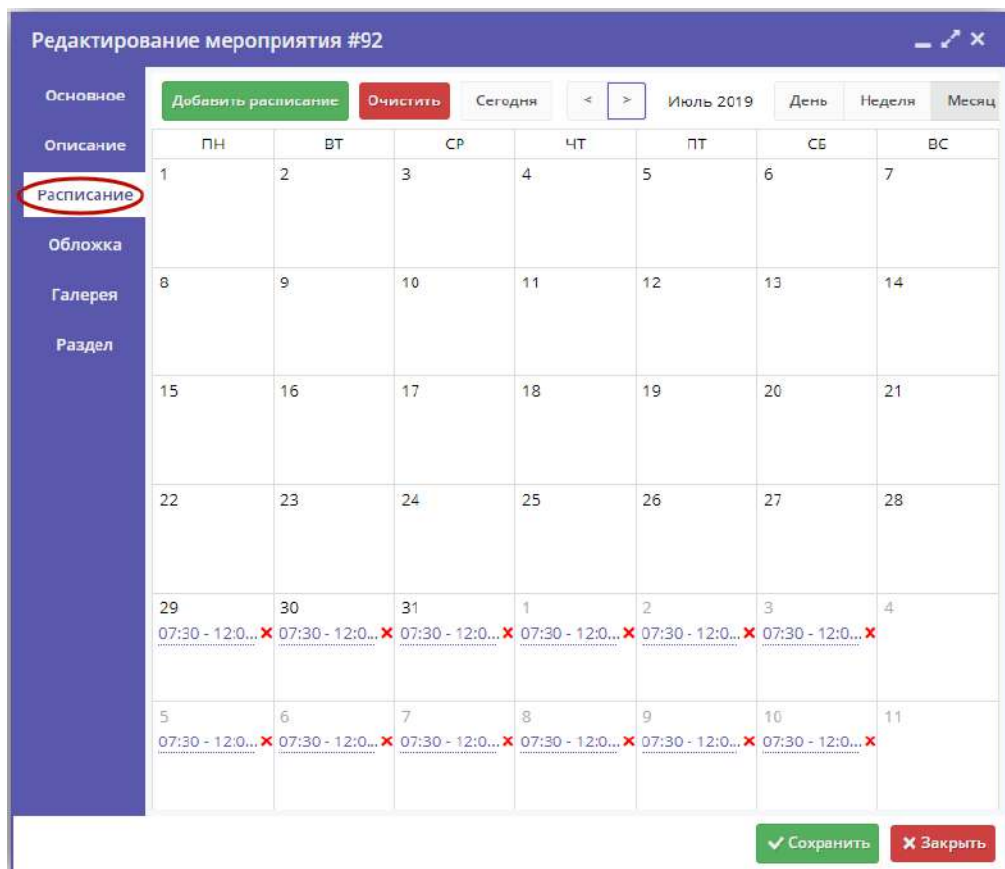 Редактирование мероприятия #92
Основное
Описание
Расписание
Обложка
Галерея
Раздел
Добавить расписание Очистить Сегодня < > Июль 2019 День Неделя Месяц
ПН ВТ СР ЧТ ПТ СБ ВС
1 2 3 4 5 6 7
8 9 10 11 12 13 14
15 16 17 18 19 20 21
22 23 24 25 26 27 28
29 30 31 1 2 3 4
07:30 - 12:0... 07:30 - 12:0... 07:30 - 12:0... 07:30 - 12:0... 07:30 - 12:0... 07:30 - 12:0...
5 6 7 8 9 10 11
07:30 - 12:0... 07:30 - 12:0... 07:30 - 12:0... 07:30 - 12:0... 07:30 - 12:0... 07:30 - 12:0...
Сохранить Закрыть